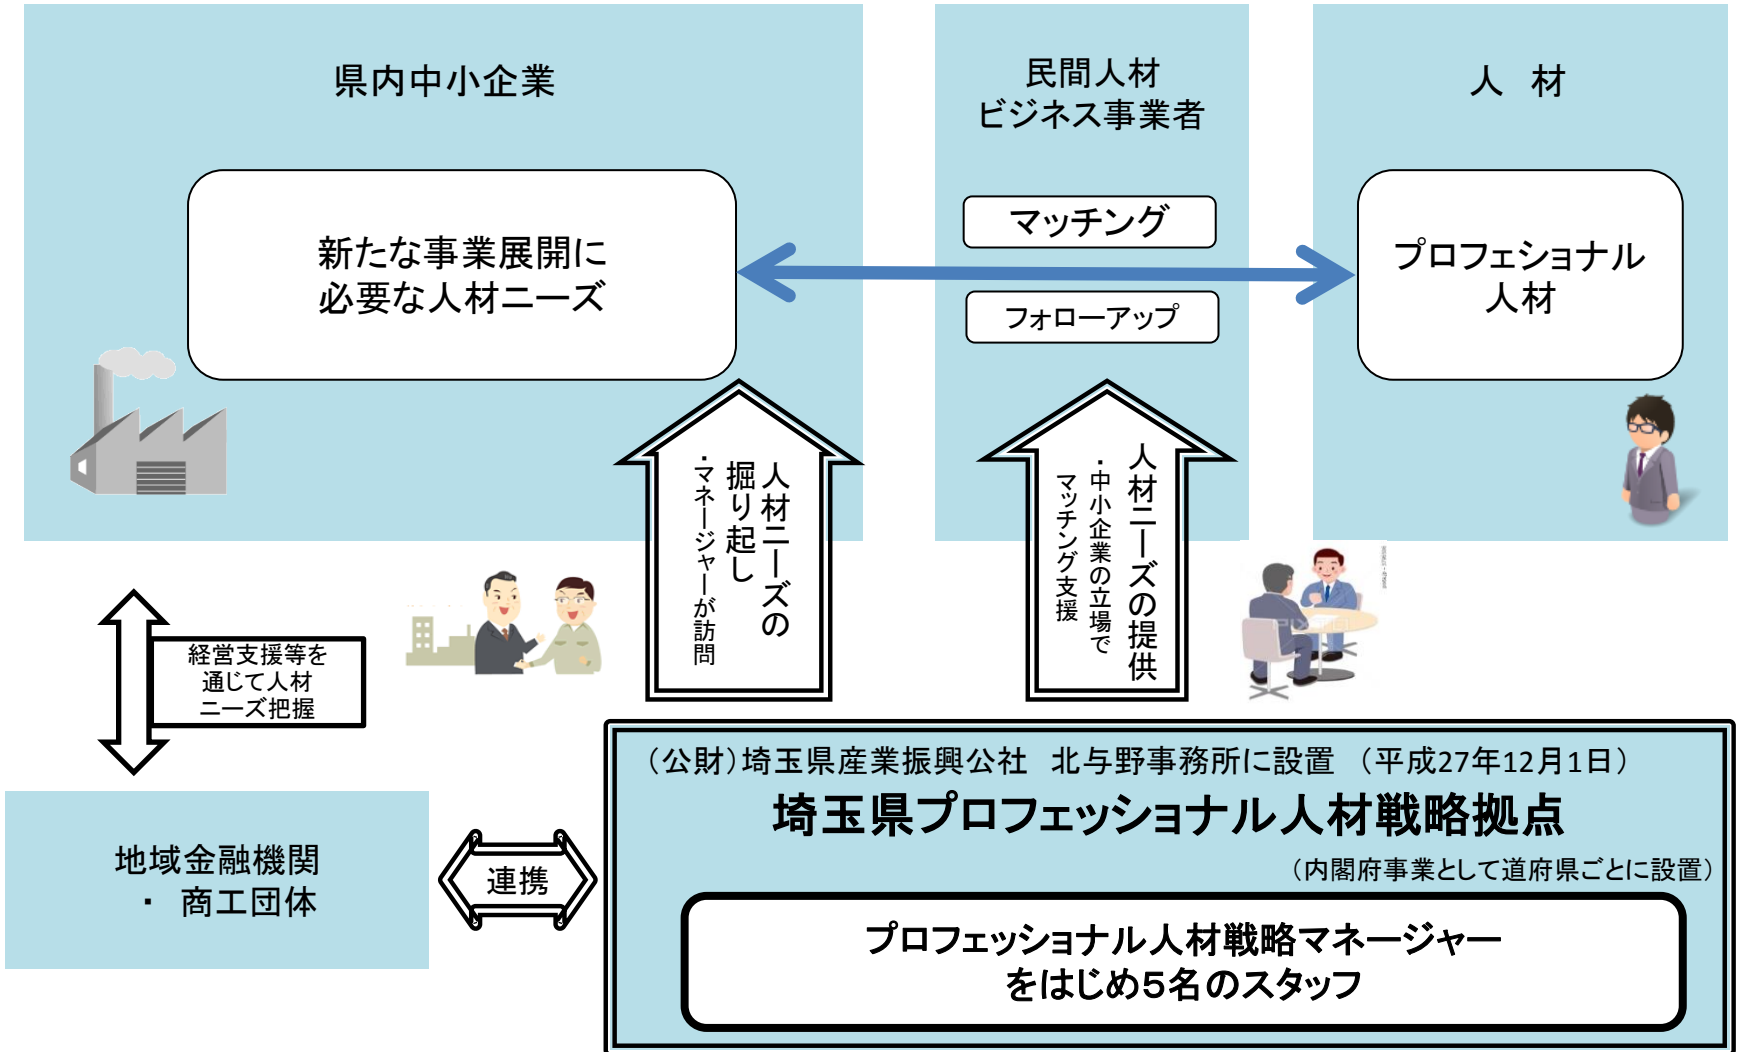 県内中小企業
民間人材
ビジネス事業者
人　材
新たな事業展開に
必要な人材ニーズ
マッチング
フォローアップ
プロフェショナル
人材
人材ニーズの
掘り起し
・マネージャーが訪問
人材ニーズの提供
・中小企業の立場で
マッチング支援
経営支援等を
通じて人材
ニーズ把握
地域金融機関
・ 商工団体
連携
（公財）埼玉県産業振興公社　北与野事務所に設置　（平成27年12月1日）
埼玉県プロフェッショナル人材戦略拠点
（内閣府事業として道府県ごとに設置）
プロフェッショナル人材戦略マネージャー
をはじめ５名のスタッフ